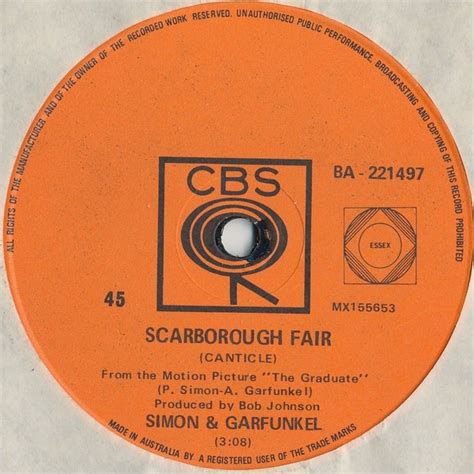 ALL RIGHTS OF THE MANUFACTURER AND OF THE OWNER OF THE RECORDED WORK RESERVED. UNAUTHORISED PUBLIC PERFORMANCE, BROADCASTING AND COPYING OF THIS RECORD PROHIBITED
CBS
BA - 221497
ESSEX
45
MX155653
SCARBOROUGH FAIR
(CANTICLE)
From the Motion Picture "The Graduate"
(P. Simon-A. Garfunkel)
Produced by Bob Johnson
SIMON & GARFUNKEL
(3:08)
MADE IN AUSTRALIA BY A REGISTERED USER OF THE TRADE MARKS